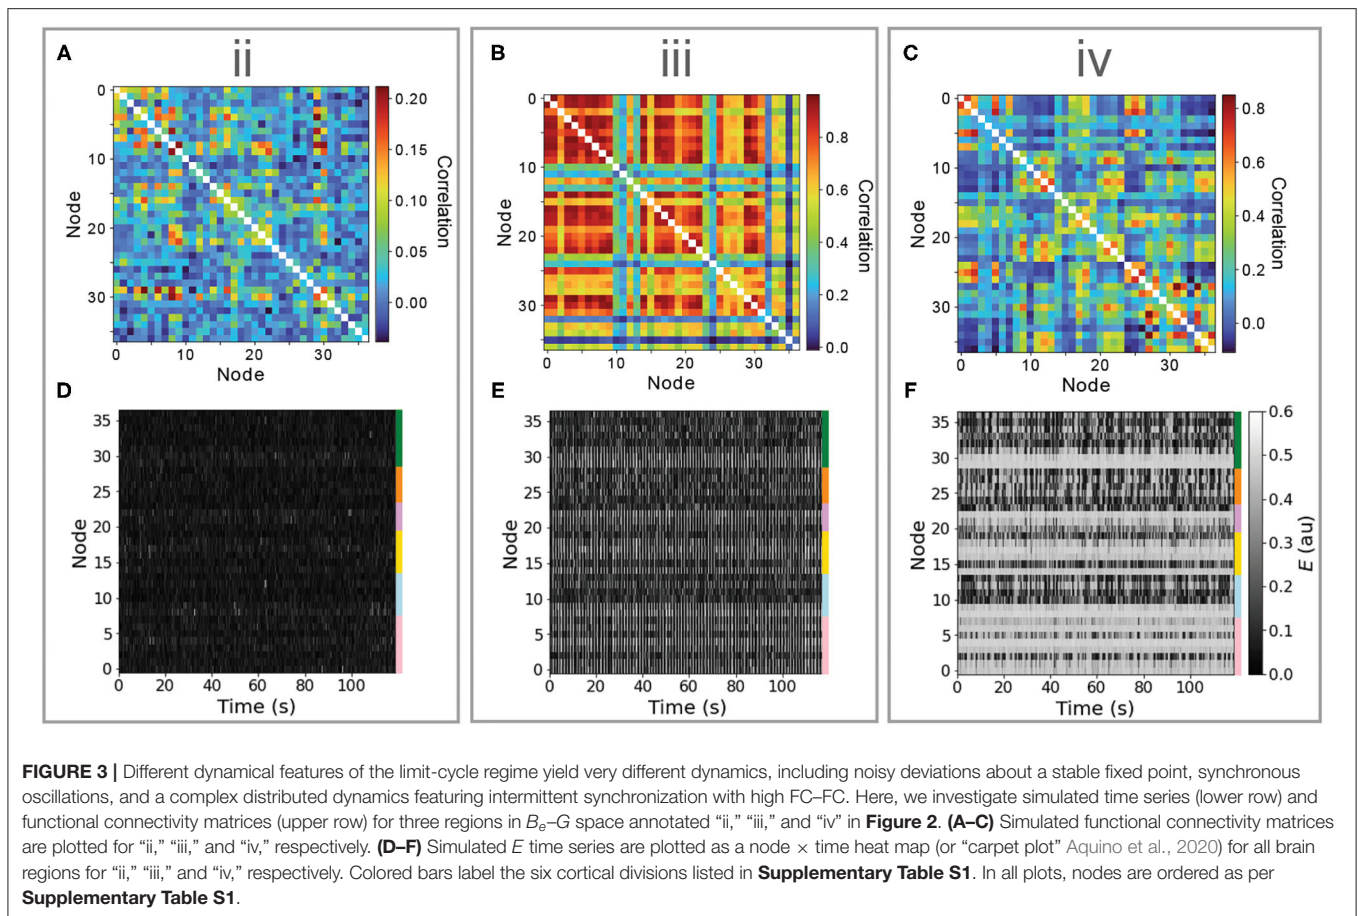 A
ii
B
iii
C
iv
0
10
20
30
Node
0
10
20
30
Node
0.20
0.15
0.10
0.05
0.00
Correlation
0
10
20
30
Node
0
10
20
30
Node
0.8
0.6
0.4
0.2
0.0
Correlation
0
10
20
30
Node
0
10
20
30
Node
0.8
0.6
0.4
0.2
0.0
Correlation
D
35
30
25
20
15
10
5
0
Node
0 20 40 60 80 100
Time (s)
E
35
30
25
20
15
10
5
0
Node
0 20 40 60 80 100
Time (s)
F
35
30
25
20
15
10
5
0
Node
0 20 40 60 80 100
Time (s)
0.6
0.5
0.4
0.3
0.2
0.1
0.0
E (au)
FIGURE 3 | Different dynamical features of the limit-cycle regime yield very different dynamics, including noisy deviations about a stable fixed point, synchronous
oscillations, and a complex distributed dynamics featuring intermittent synchronization with high FC–FC. Here, we investigate simulated time series (lower row) and
functional connectivity matrices (upper row) for three regions in Be–G space annotated “ii,” “iii,” and “iv” in Figure 2. (A–C) Simulated functional connectivity matrices
are plotted for “ii,” “iii,” and “iv,” respectively. (D–F) Simulated E time series are plotted as a node × time heat map (or “carpet plot” Aquino et al., 2020) for all brain
regions for “ii,” “iii,” and “iv,” respectively. Colored bars label the six cortical divisions listed in Supplementary Table S1. In all plots, nodes are ordered as per
Supplementary Table S1.